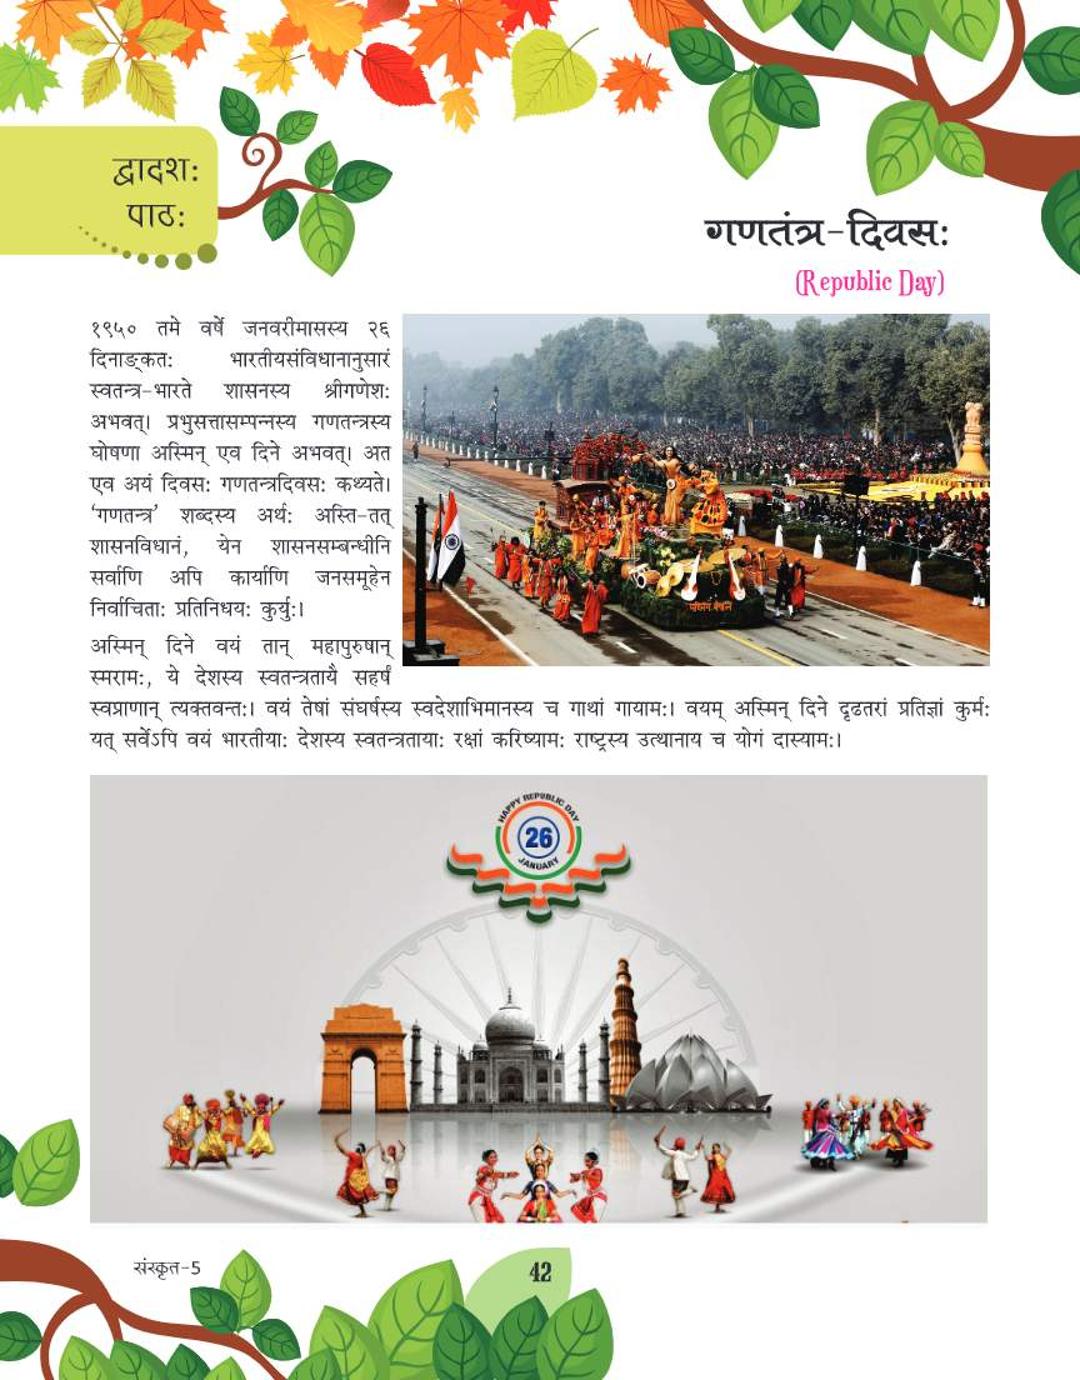 द्वादशः
पाठः
गणतंत्र-दिवसः
(Republic Day)
१९५० तमे वर्षे जनवरीमासस्य २६
दिनाङ्कतः भारतीयसंविधानानुसारं
स्वतन्त्र-भारते शासनस्य श्रीगणेशः
अभवत्। प्रभुसत्तासम्पन्नस्य गणतन्त्रस्य
घोषणा अस्मिन् एव दिने अभवत्। अत
एव अयं दिवसः गणतन्त्रदिवसः कथ्यते।
‘गणतन्त्र’ शब्दस्य अर्थः अस्ति-तत्
शासनविधानं, येन शासनसम्बन्धीनि
सर्वाणि अपि कार्याणि जनसमूहेन
निर्वाचिताः प्रतिनिधयः कुर्युः।
अस्मिन् दिने वयं तान् महापुरुषान्
स्मरामः, ये देशस्य स्वतन्त्रतायै सहर्षं
स्वप्राणान् त्यक्तवन्तः। वयं तेषां संघर्षस्य स्वदेशाभिमानस्य च गाथां गायामः। वयम् अस्मिन् दिने दृढतरां प्रतिज्ञां कुर्मः
यत् सर्वेऽपि वयं भारतीयाः देशस्य स्वतन्त्रतायाः रक्षां करिष्यामः राष्ट्रस्य उत्थानाय च योगं दास्यामः।
HAPPY REPUBLIC DAY
26
JANUARY
संस्कृत-5
42